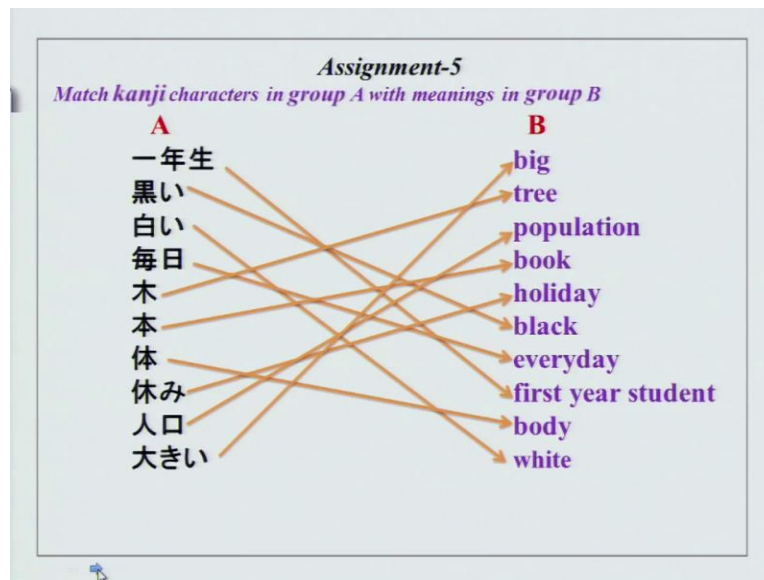 Assignment-5
Match kanji characters in group A with meanings in group B
A B
一年生 big
黒い tree
白い population
毎日 book
木 holiday
本 black
体 everyday
休み first year student
人口 body
大きい white